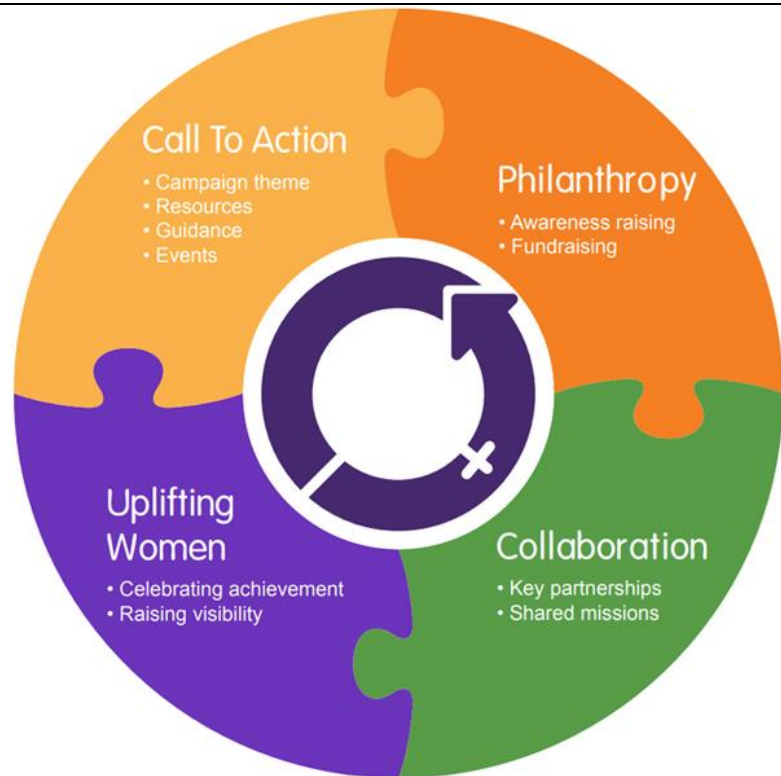 Call To Action
• Campaign theme
• Resources
• Guidance
• Events
Philanthropy
• Awareness raising
• Fundraising
Uplifting
Women
• Celebrating achievement
• Raising visibility
Collaboration
• Key partnerships
• Shared missions